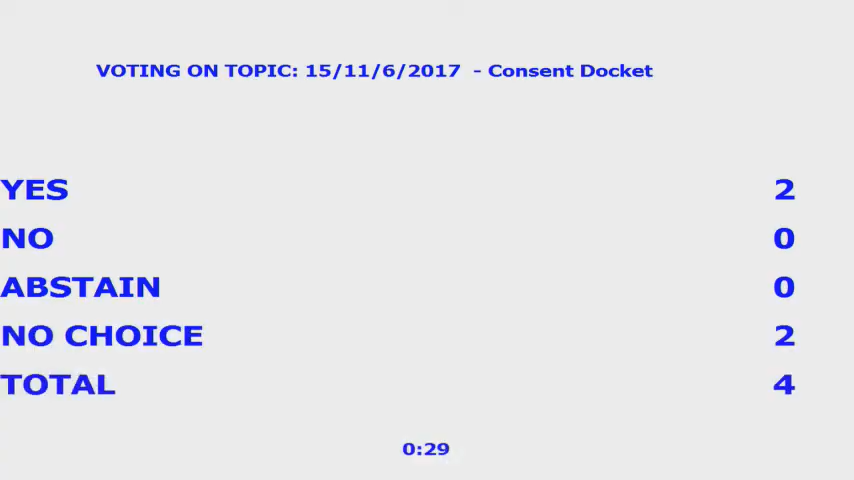 VOTING ON TOPIC: 15/11/6/2017 - Consent Docket
YES 2
NO 0
ABSTAIN 0
NO CHOICE 2
TOTAL 4
0:29